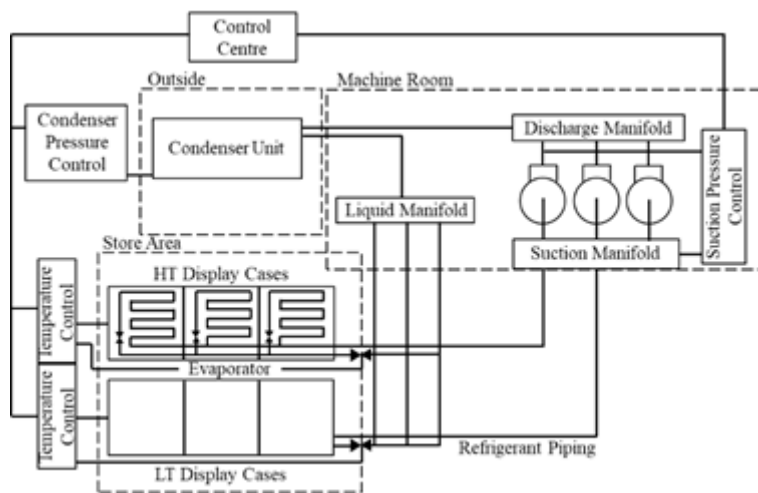 Control
Centre
Outside
Machine Room
Condenser
Pressure
Control
Condenser Unit
Discharge Manifold
Suction Pressure
Control
Liquid Manifold
Suction Manifold
Store Area
HT Display Cases
Temperature
Control
Evaporator
Temperature
Control
Refrigerant Piping
LT Display Cases